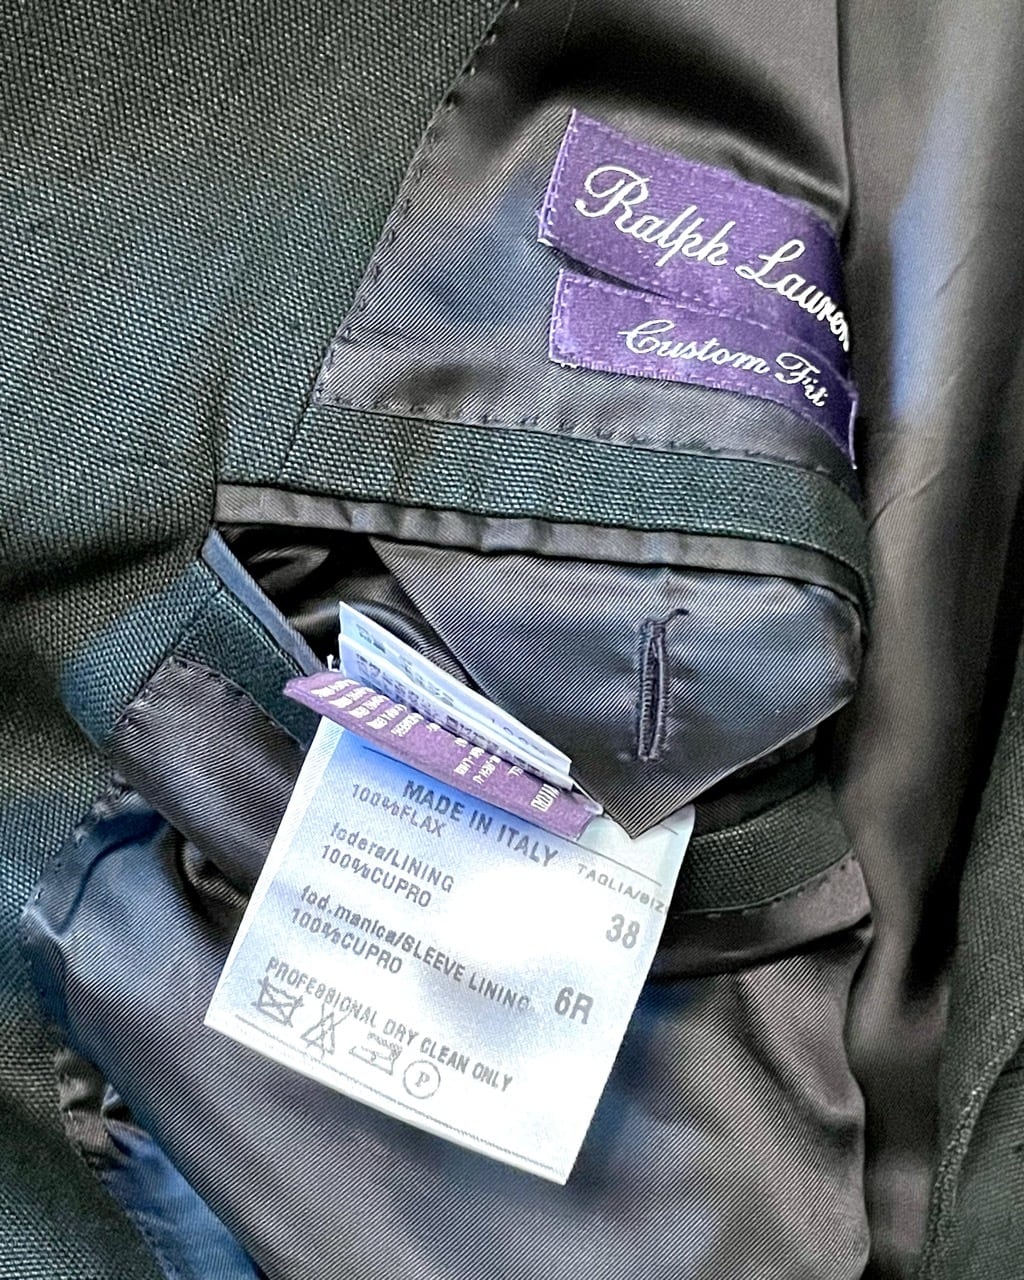 Ralph Lauren
Custom Fit
MADE IN ITALY
100%FLAX
fodera/LINING
100%CUPRO
fod.manica/SLEEVE LINING
100%CUPRO
TAGLIA/SIZ
38
6R
PROFESSIONAL DRY CLEAN ONLY
P